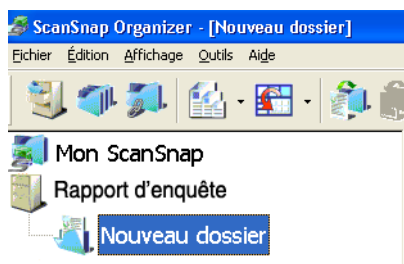 ScanSnap Organizer - [Nouveau dossier]
Fichier Édition Affichage Outils Aide
Mon ScanSnap
Rapport d'enquête
Nouveau dossier